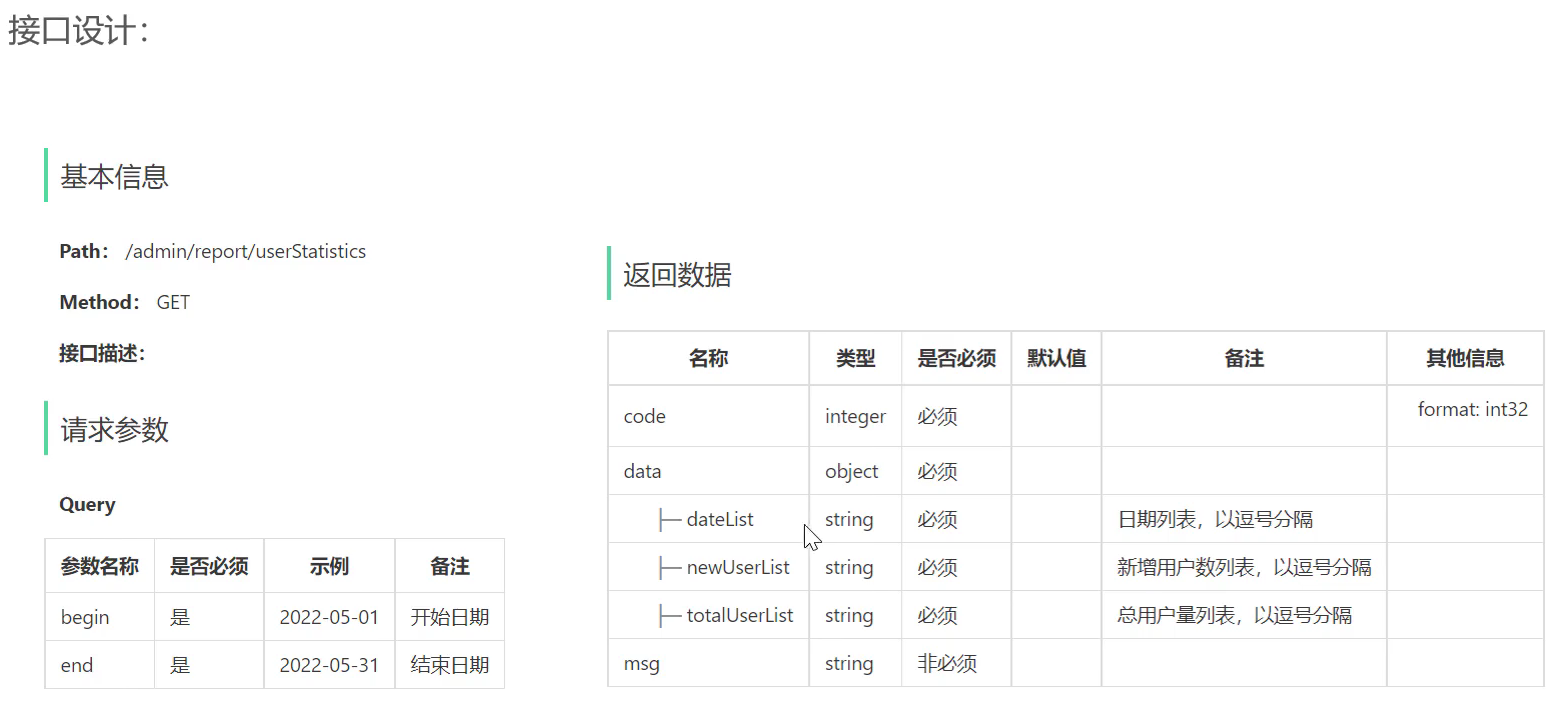 接口设计：
基本信息
Path： /admin/report/userStatistics
Method： GET
接口描述：
请求参数
Query
参数名称 是否必须 示例 备注
begin 是 2022-05-01 开始日期
end 是 2022-05-31 结束日期
返回数据
名称 类型 是否必须 默认值 备注 其他信息
code integer 必须 format: int32
data object 必须
├─ dateList string 必须 日期列表，以逗号分隔
├─ newUserList string 必须 新增用户数列表，以逗号分隔
├─ totalUserList string 必须 总用户量列表，以逗号分隔
msg string 非必须